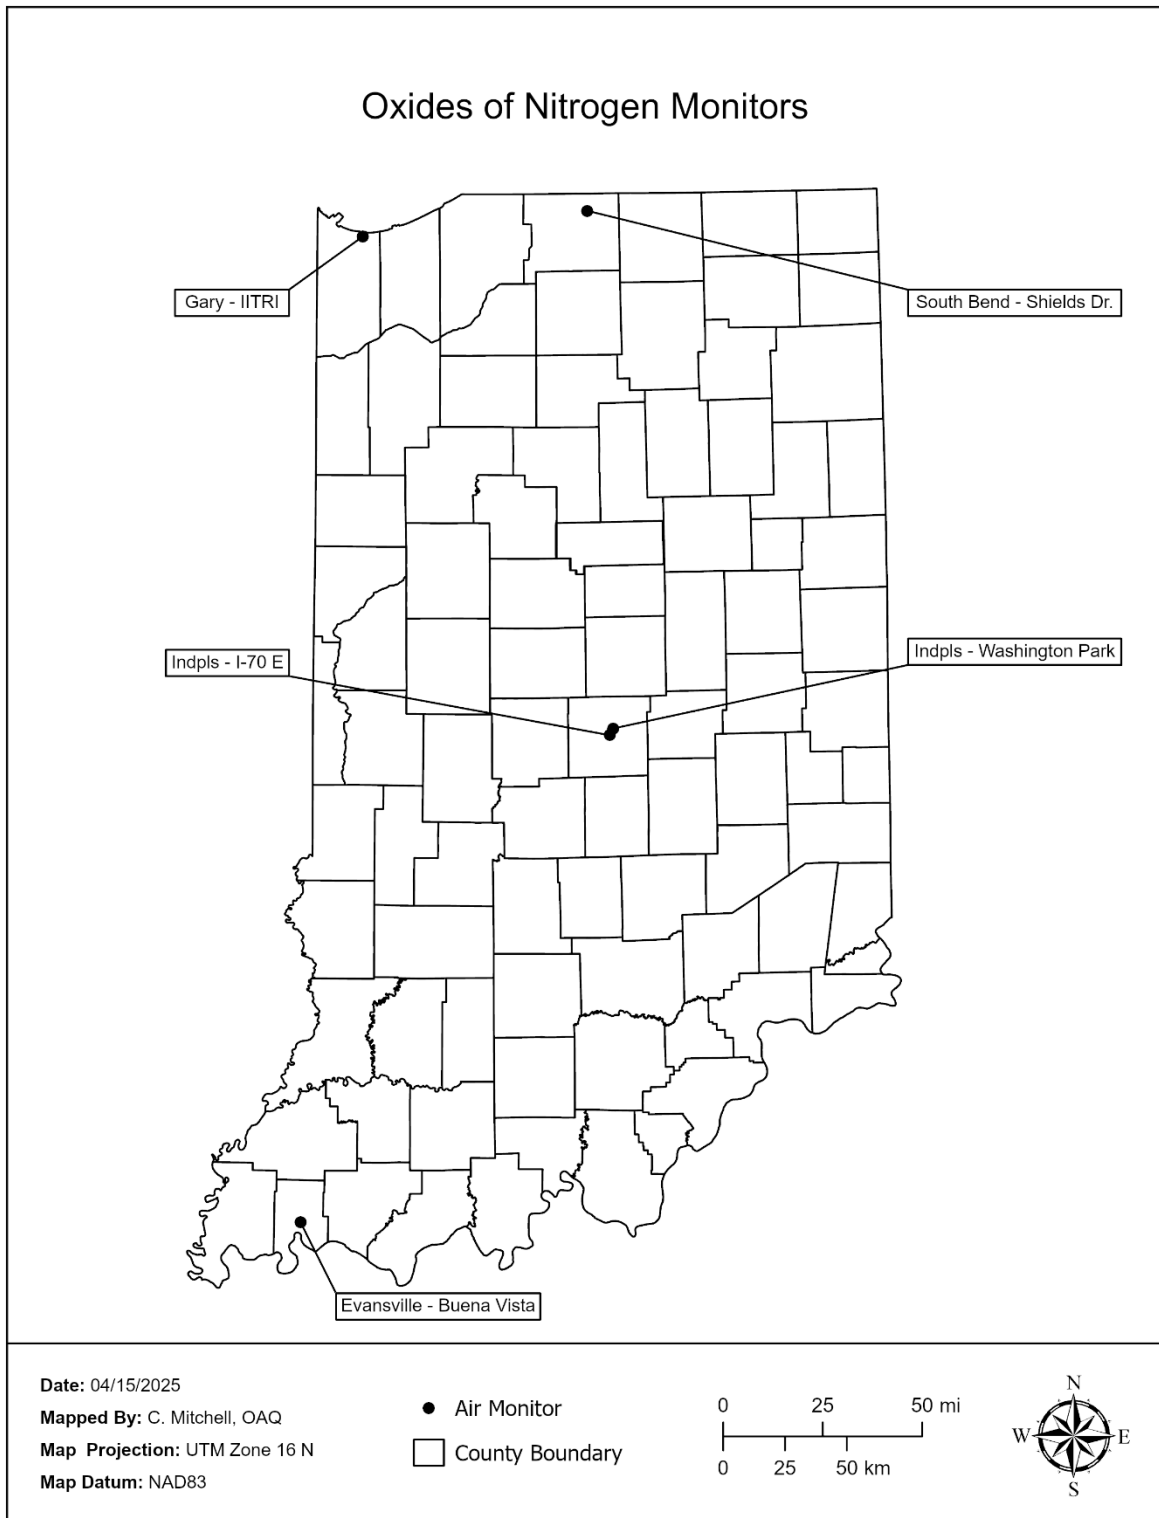 Oxides of Nitrogen Monitors
Gary - IITRI
South Bend - Shields Dr.
Indpls - I-70 E
Indpls - Washington Park
Evansville - Buena Vista
Date: 04/15/2025
Mapped By: C. Mitchell, OAQ
Map Projection: UTM Zone 16 N
Map Datum: NAD83
Air Monitor
County Boundary
0 25 50 mi
0 25 50 km
N
W E
S